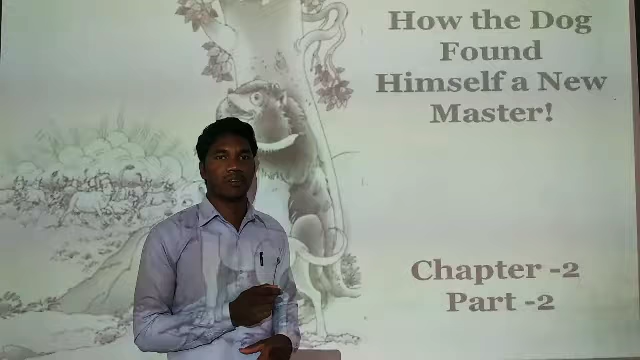 How the Dog
Found
Himself a New
Master!
Chapter -2
Part -2